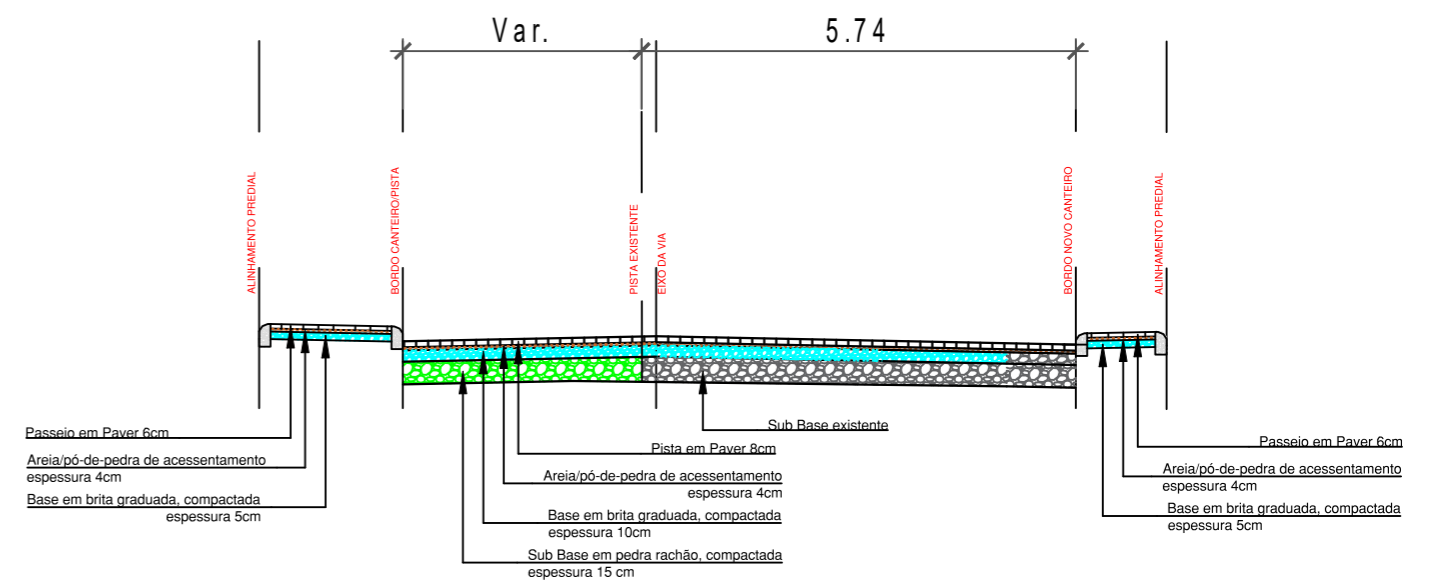 Var.
5.74
ALINHAMENTO PREDIAL
BORDO CANTEIRO/PISTA
PISTA EXISTENTE
EIXO DA VIA
BORDO NOVO CANTEIRO
ALINHAMENTO PREDIAL
Passeio em Paver 6cm
Areia/pó-de-pedra de acessentamento
espessura 4cm
Base em brita graduada, compactada
espessura 5cm
Sub Base existente
Pista em Paver 8cm
Areia/pó-de-pedra de acessentamento
espessura 4cm
Base em brita graduada, compactada
espessura 10cm
Sub Base em pedra rachão, compactada
espessura 15 cm
Passeio em Paver 6cm
Areia/pó-de-pedra de acessentamento
espessura 4cm
Base em brita graduada, compactada
espessura 5cm